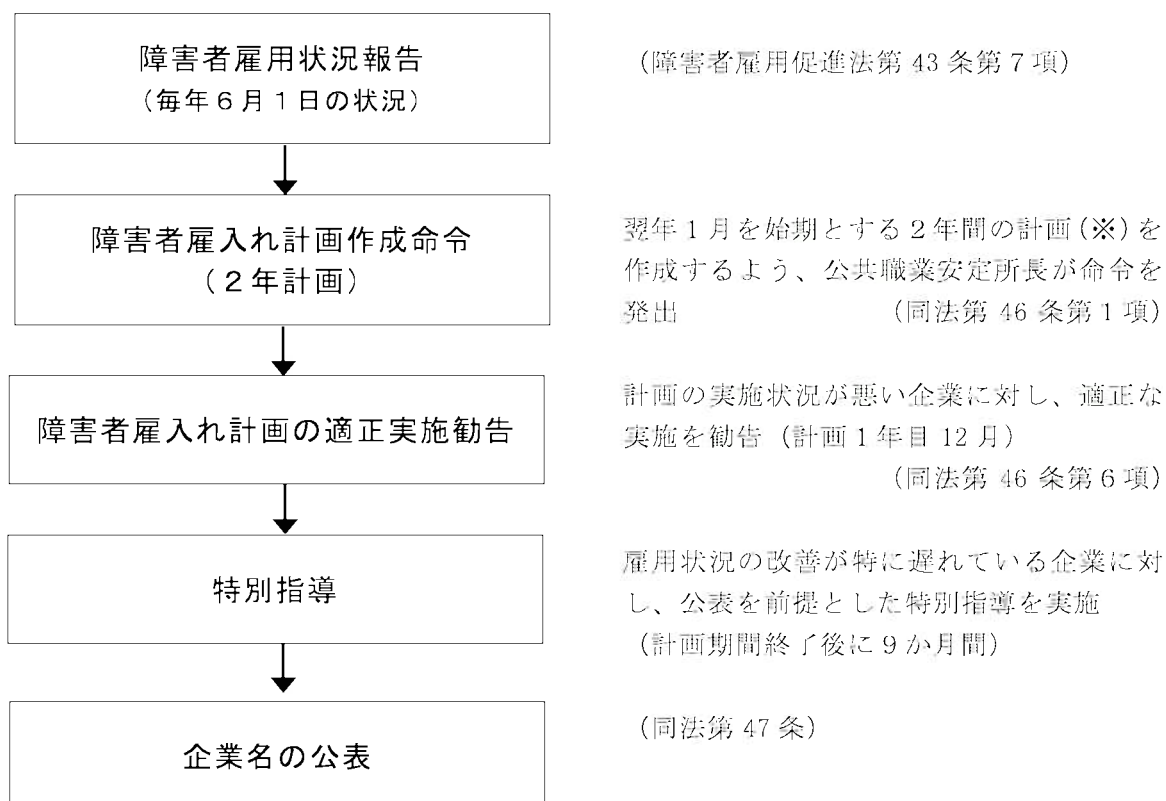 障害者雇用状況報告
（毎年６月１日の状況）
（障害者雇用促進法第 43 条第７項）
障害者雇入れ計画作成命令
（２年計画）
翌年１月を始期とする２年間の計画(※)を
作成するよう、公共職業安定所長が命令を
発出 （同法第 46 条第１項）
障害者雇入れ計画の適正実施勧告
計画の実施状況が悪い企業に対し、適正な
実施を勧告（計画１年目 12 月）
（同法第 46 条第６項）
特別指導
雇用状況の改善が特に遅れている企業に対
し、公表を前提とした特別指導を実施
（計画期間終了後に９か月間）
企業名の公表
（同法第 47 条）